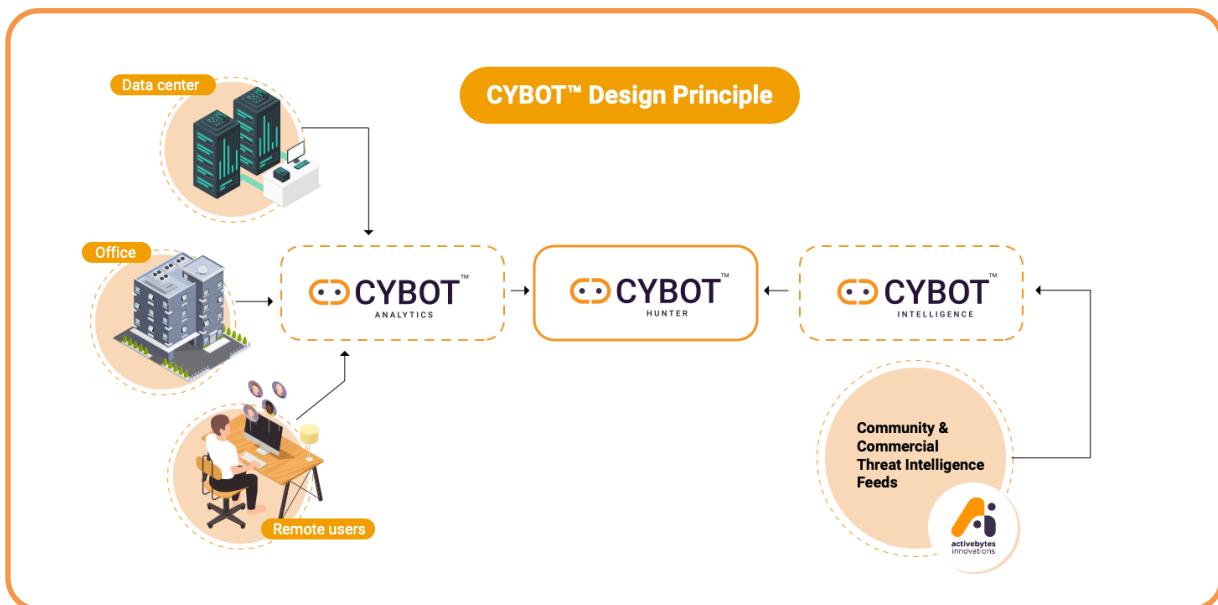 CYBOT™ Design Principle
Data center
Office
Remote users
CYBOT™
ANALYTICS
CYBOT™
HUNTER
CYBOT™
INTELLIGENCE
Community &
Commercial
Threat Intelligence
Feeds
activebytes
innovations